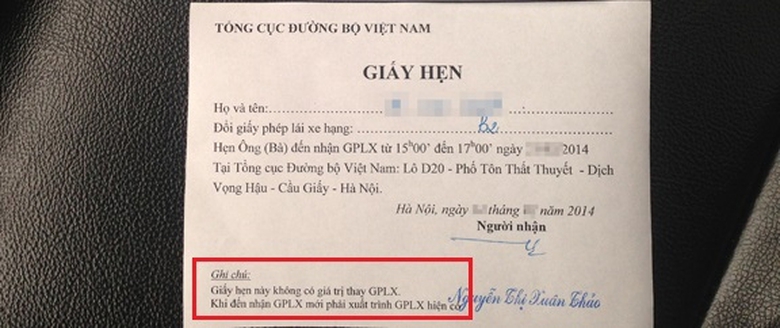 TỔNG CỤC ĐƯỜNG BỘ VIỆT NAM
GIẤY HẸN
Họ và tên:
Đổi giấy phép lái xe hạng: B2
Hẹn Ông (Bà) đến nhận GPLX từ 15h00' đến 17h00' ngày 2014
Tại Tổng cục Đường bộ Việt Nam: Lô D20 - Phố Tôn Thất Thuyết - Dịch
Vọng Hậu - Cầu Giấy - Hà Nội.
Hà Nội, ngày tháng năm 2014
Người nhận
Ghi chú:
Giấy hẹn này không có giá trị thay GPLX.
Khi đến nhận GPLX mới phải xuất trình GPLX hiện có
Nguyễn Thị Xuân Thảo